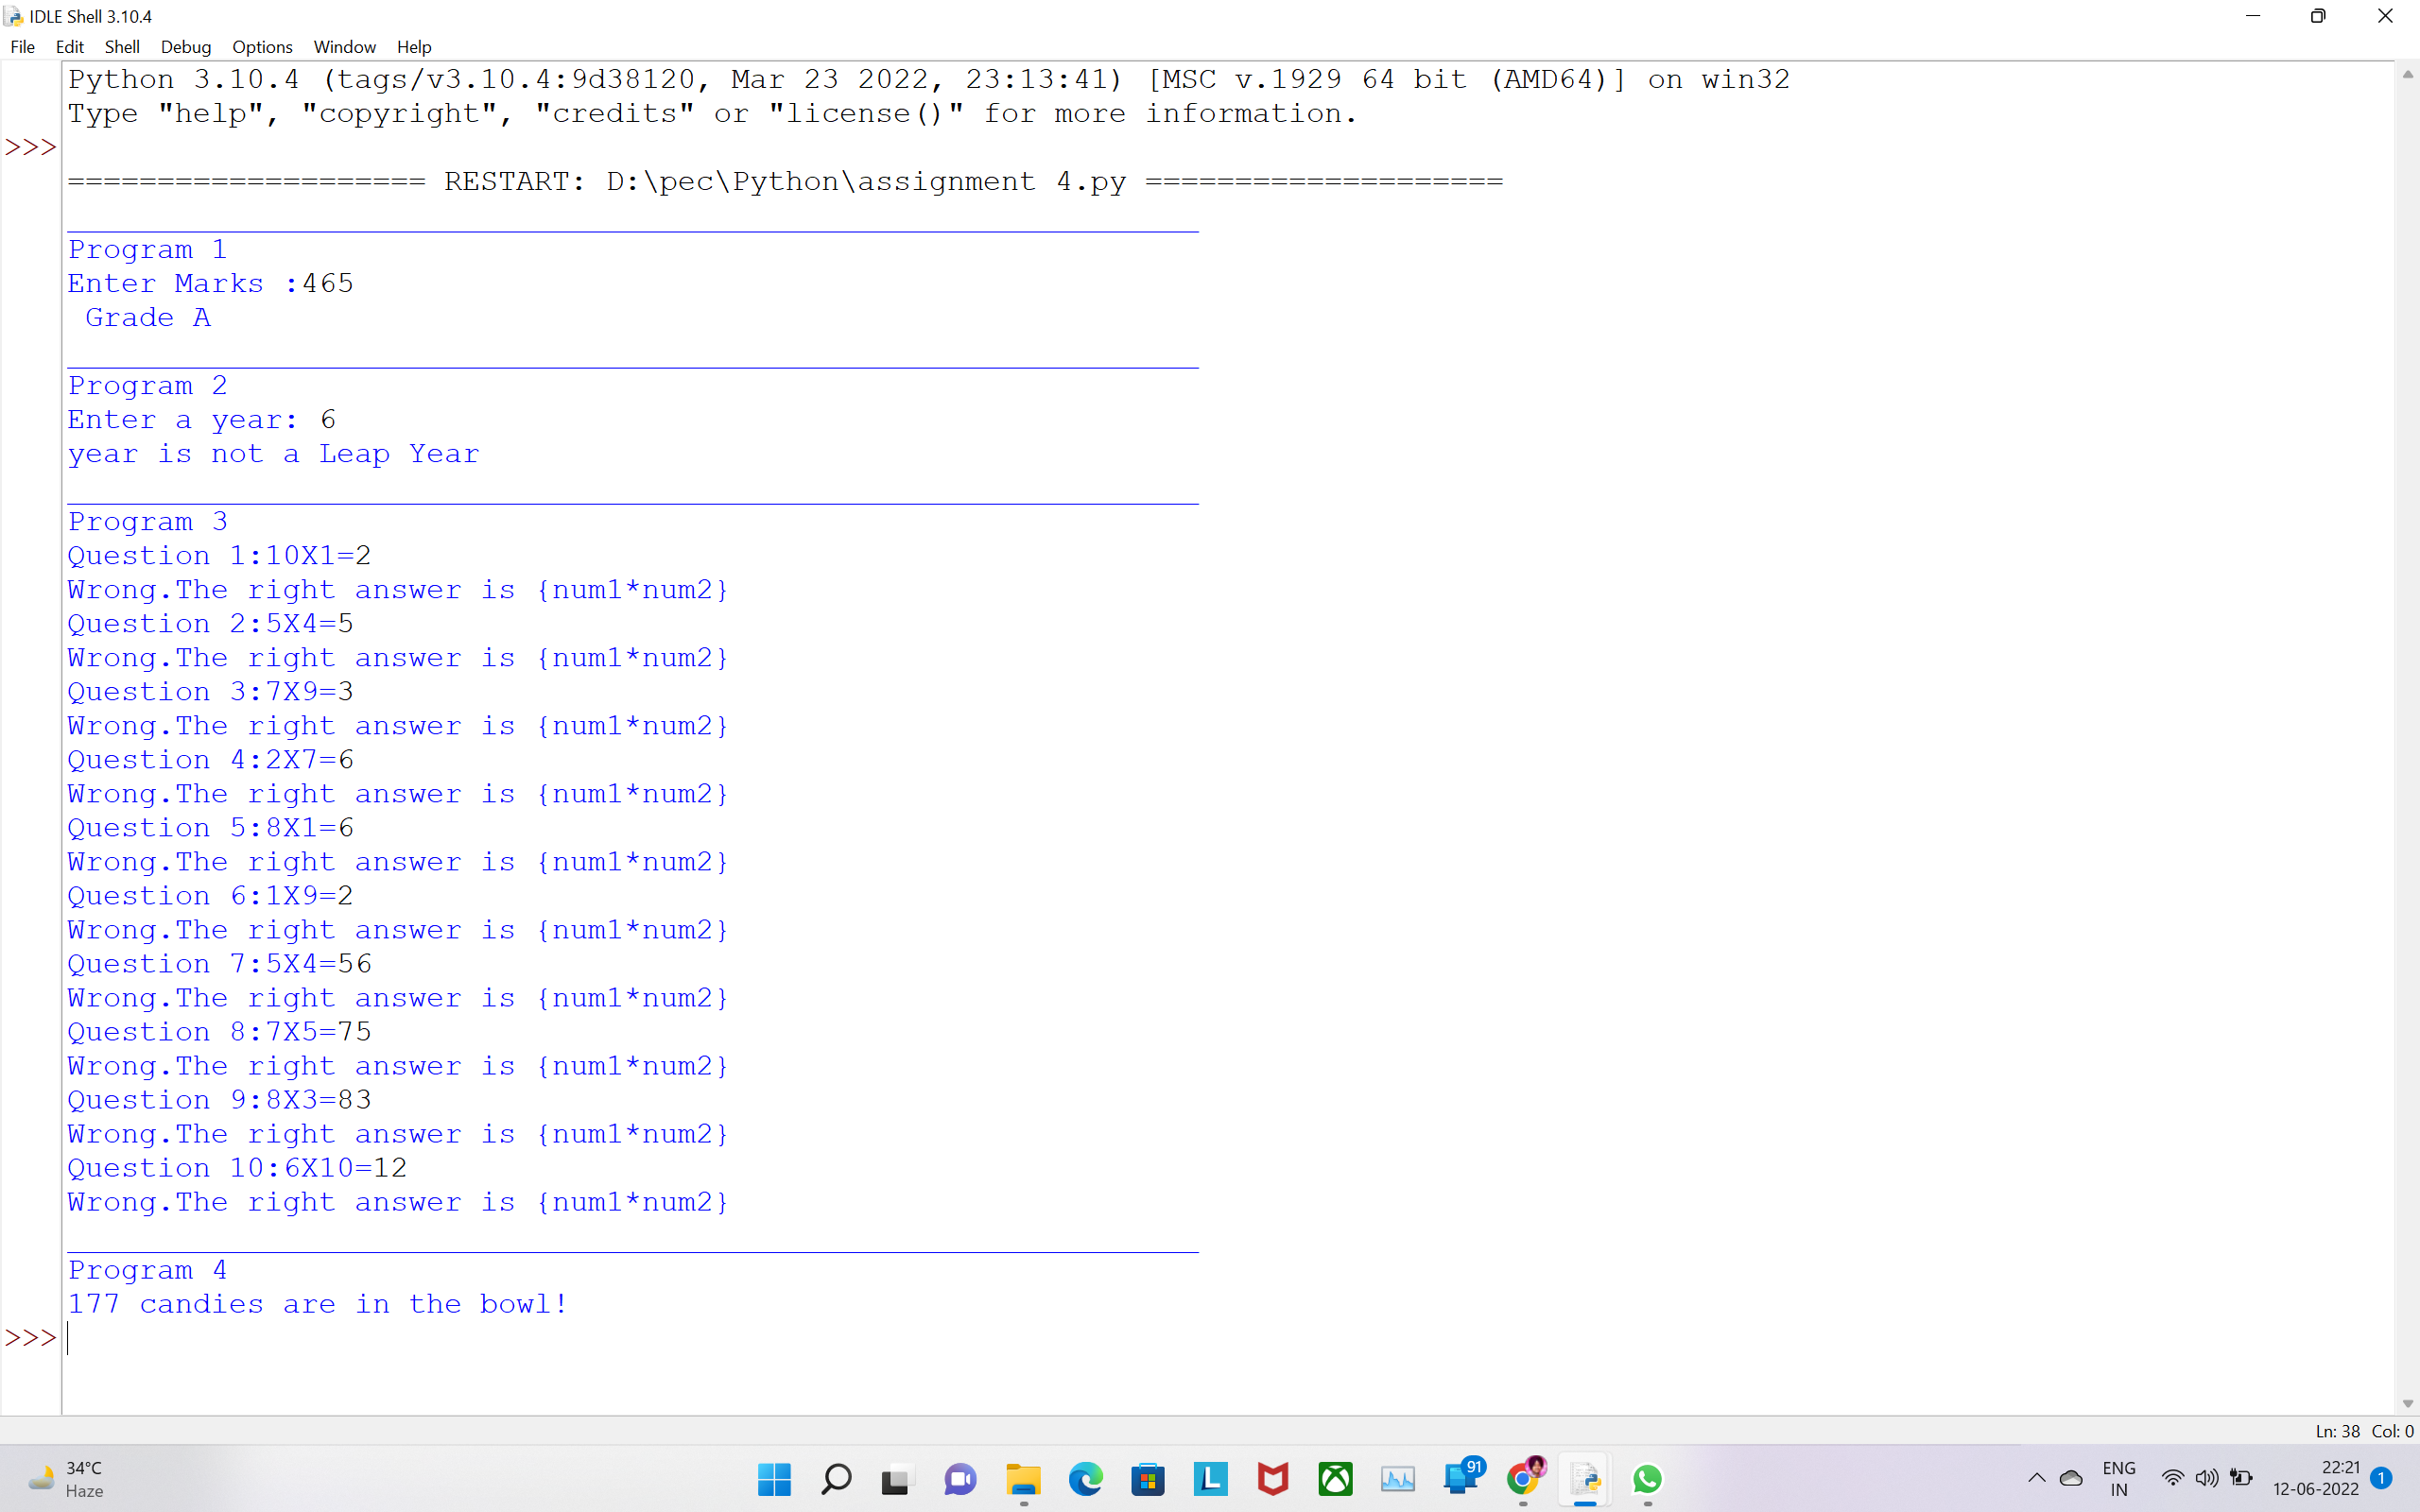 IDLE Shell 3.10.4
File Edit Shell Debug Options Window Help
Python 3.10.4 (tags/v3.10.4:9d38120, Mar 23 2022, 23:13:41) [MSC v.1929 64 bit (AMD64)] on win32
Type "help", "copyright", "credits" or "license()" for more information.
>>>
==================== RESTART: D:\pec\Python\assignment 4.py ====================
_______________________________________________________________
Program 1
Enter Marks :465
 Grade A
_______________________________________________________________
Program 2
Enter a year: 6
year is not a Leap Year
_______________________________________________________________
Program 3
Question 1:10X1=2
Wrong.The right answer is {num1*num2}
Question 2:5X4=5
Wrong.The right answer is {num1*num2}
Question 3:7X9=3
Wrong.The right answer is {num1*num2}
Question 4:2X7=6
Wrong.The right answer is {num1*num2}
Question 5:8X1=6
Wrong.The right answer is {num1*num2}
Question 6:1X9=2
Wrong.The right answer is {num1*num2}
Question 7:5X4=56
Wrong.The right answer is {num1*num2}
Question 8:7X5=75
Wrong.The right answer is {num1*num2}
Question 9:8X3=83
Wrong.The right answer is {num1*num2}
Question 10:6X10=12
Wrong.The right answer is {num1*num2}
_______________________________________________________________
Program 4
177 candies are in the bowl!
>>>
Ln: 38 Col: 0
34°C
Haze
L
91
ENG
IN
22:21
12-06-2022
1